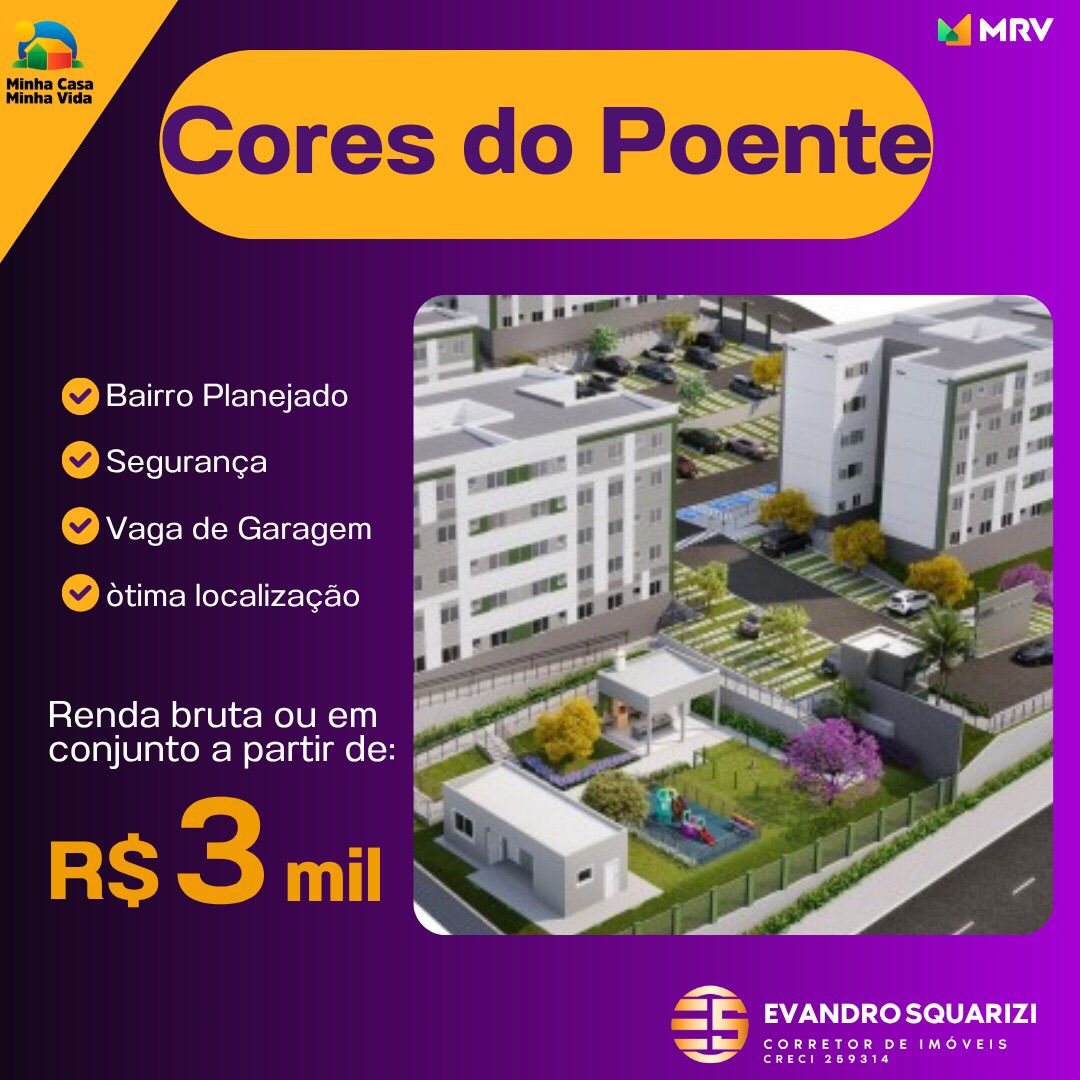 Minha Casa
Minha Vida
MRV
Cores do Poente
Bairro Planejado
Segurança
Vaga de Garagem
òtima localização
Renda bruta ou em
conjunto a partir de:
R$ 3 mil
ES
EVANDRO SQUARIZI
CORRETOR DE IMÓVEIS
CRECI 259314